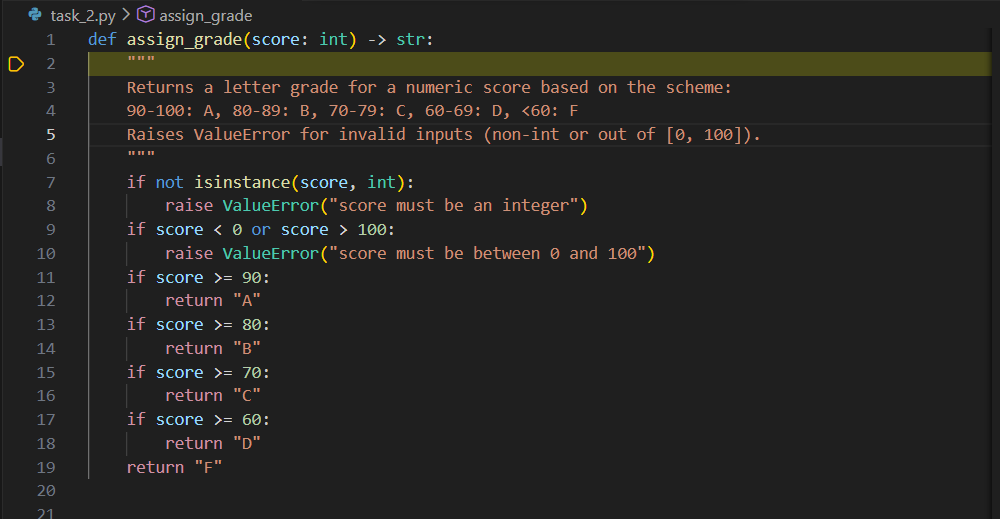 task_2.py > assign_grade
1 def assign_grade(score: int) -> str:
2     """
3     Returns a letter grade for a numeric score based on the scheme:
4     90-100: A, 80-89: B, 70-79: C, 60-69: D, <60: F
5     Raises ValueError for invalid inputs (non-int or out of [0, 100]).
6     """
7     if not isinstance(score, int):
8         raise ValueError("score must be an integer")
9     if score < 0 or score > 100:
10         raise ValueError("score must be between 0 and 100")
11     if score >= 90:
12         return "A"
13     if score >= 80:
14         return "B"
15     if score >= 70:
16         return "C"
17     if score >= 60:
18         return "D"
19     return "F"
20
21